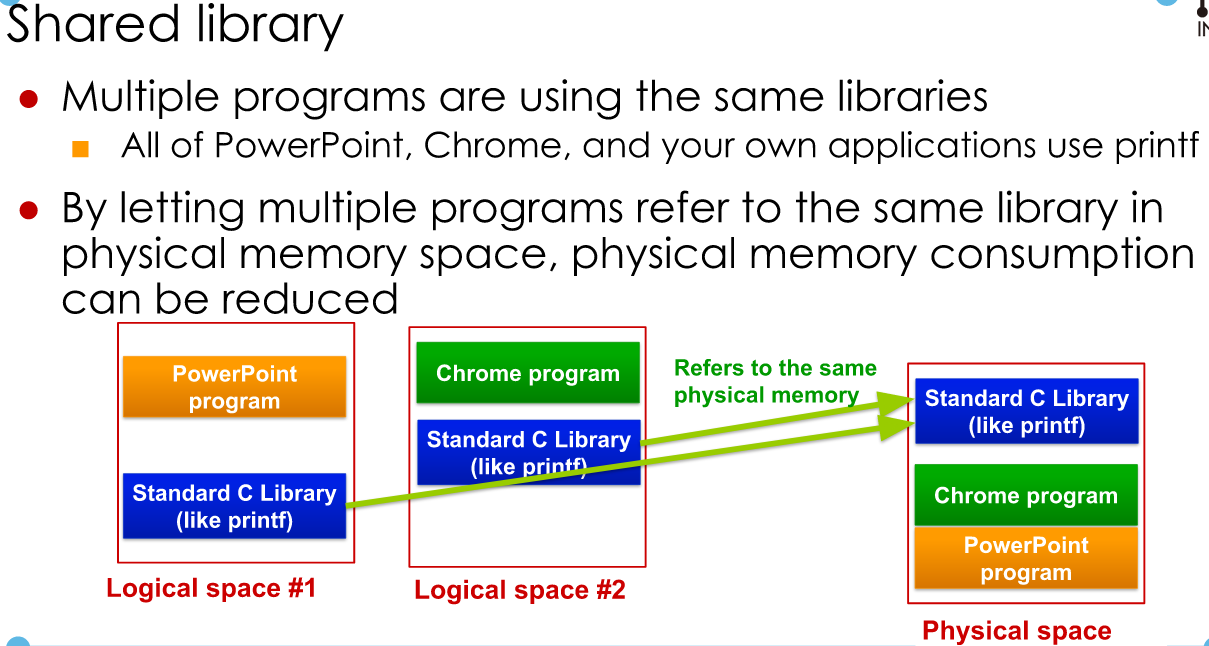 Shared library
Multiple programs are using the same libraries
All of PowerPoint, Chrome, and your own applications use printf
By letting multiple programs refer to the same library in
physical memory space, physical memory consumption
can be reduced
PowerPoint
program
Standard C Library
(like printf)
Logical space #1
Chrome program
Standard C Library
(like printf)
Logical space #2
Refers to the same
physical memory
Standard C Library
(like printf)
Chrome program
PowerPoint
program
Physical space